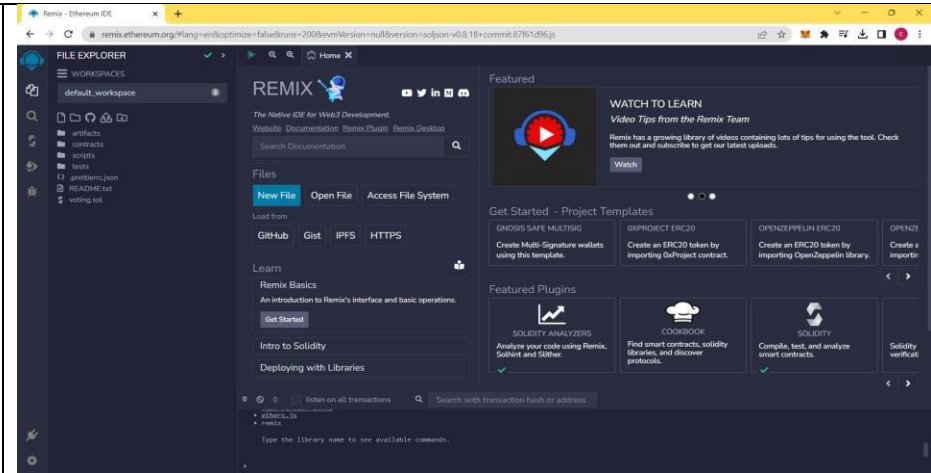 Remix - Ethereum IDE
remix.ethereum.org/#lang=en&optimize=false&runs=200&evmVersion=null&version=soljson-v0.8.18+commit.87f61d96.js
FILE EXPLORER
WORKSPACES
default_workspace
artifacts
contracts
scripts
tests
.prettierrc.json
README.txt
voting.sol
Home
REMIX
The Native IDE for Web3 Development.
Website Documentation Remix Plugin Remix Desktop
Search Documentation
Files
New File Open File Access File System
Load from
GitHub Gist IPFS HTTPS
Learn
Remix Basics
An introduction to Remix's interface and basic operations.
Get Started
Intro to Solidity
Deploying with Libraries
Featured
WATCH TO LEARN
Video Tips from the Remix Team
Remix has a growing library of videos containing lots of tips for using the tool. Check
them out and subscribe to get our latest
uploads.
Watch
Get Started - Project Templates
GNOSIS SAFE MULTISIG
Create Multi-Signature wallets
using this template.
0XPROJECT ERC20
Create an ERC20 token by
importing 0xProject contract.
OPENZEPPELIN ERC20
Create an ERC20 token by
importing OpenZeppelin library.
OPENZE
Create a
importin
Featured Plugins
SOLIDITY ANALYZERS
Analyze your code using Remix,
Solhint and Slither.
COOKBOOK
Find smart contracts, solidity
libraries, and discover
protocols.
SOLIDITY
Compile, test, and analyze
smart contracts.
Solidity
verificati
0 listen on all transactions Search with transaction hash or address
ethers.js
remix
Type the library name to see available commands.
>